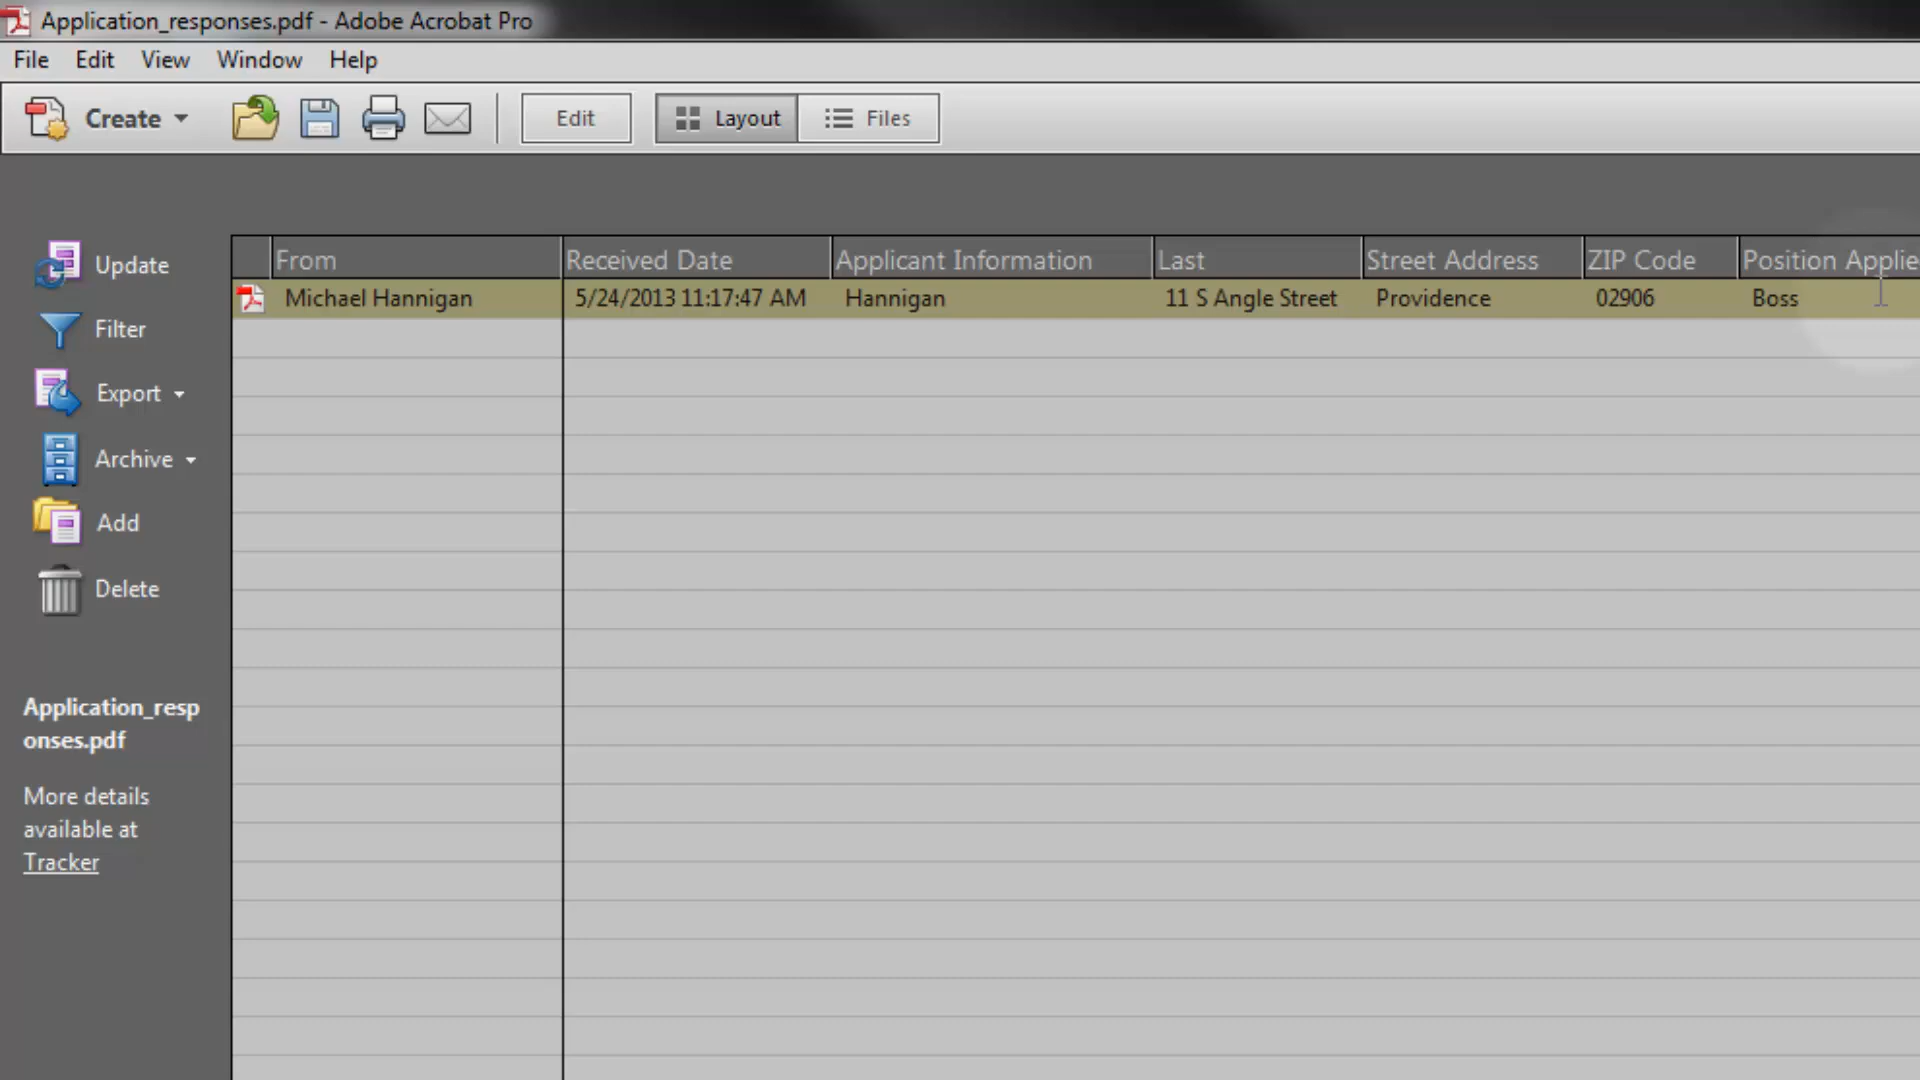 Application_responses.pdf - Adobe Acrobat Pro
File Edit View Window Help
Create Edit Layout Files
From Received Date Applicant Information Last Street Address ZIP Code Position Applie
Michael Hannigan 5/24/2013 11:17:47 AM Hannigan 11 S Angle Street Providence 02906 Boss
Update
Filter
Export
Archive
Add
Delete
Application_resp
onses.pdf
More details
available at
Tracker